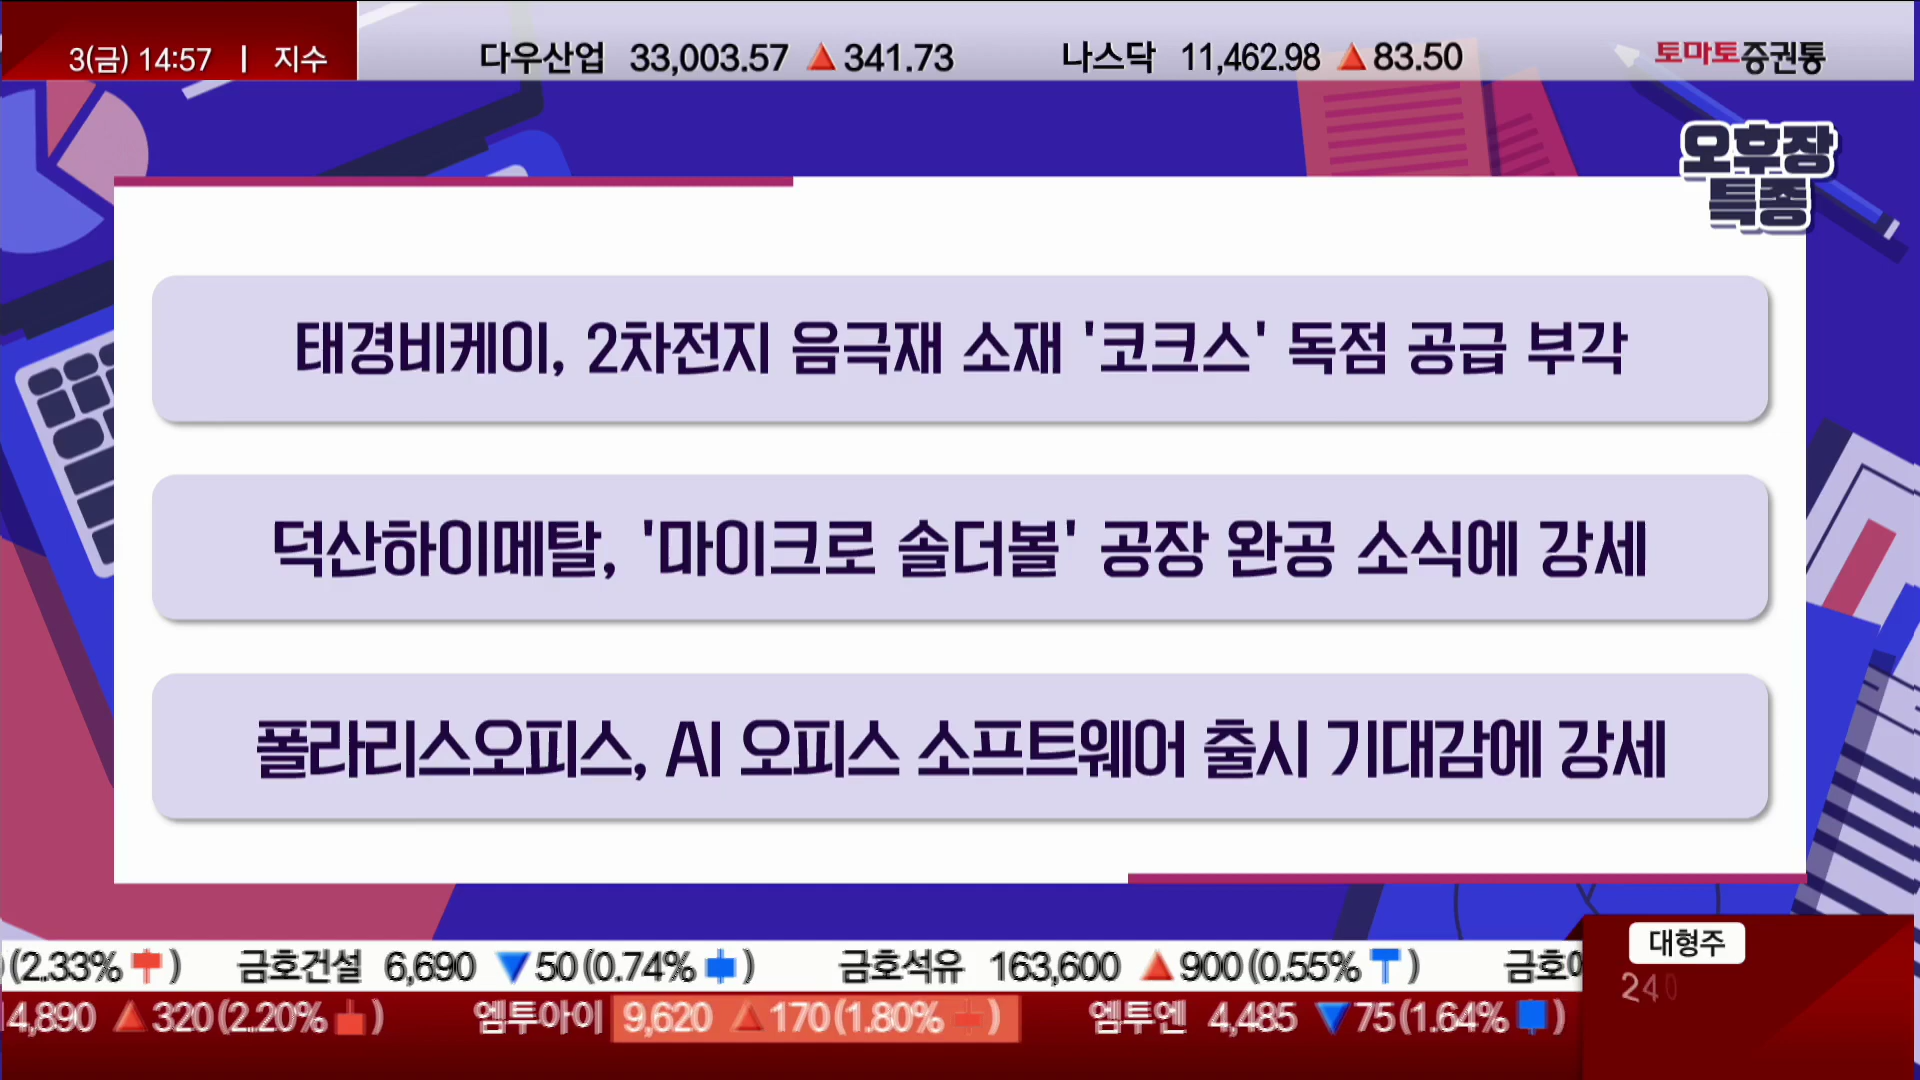 3(금) 14:57 | 지수 다우산업 33,003.57 ▲341.73 나스닥 11,462.98 ▲83.50 토마토증권통
오후장
특종
태경비케이, 2차전지 음극재 소재 '코크스' 독점 공급 부각
덕산하이메탈, '마이크로 솔더볼' 공장 완공 소식에 강세
폴라리스오피스, AI 오피스 소프트웨어 출시 기대감에 강세
(2.33% ) 금호건설 6,690 ▼50(0.74% ) 금호석유 163,600 ▲900(0.55% ) 금호
대형주
240
4,890 ▲320(2.20% ) 엠투아이 9,620 ▲170(1.80% ) 엠투엔 4,485 ▼75(1.64% )